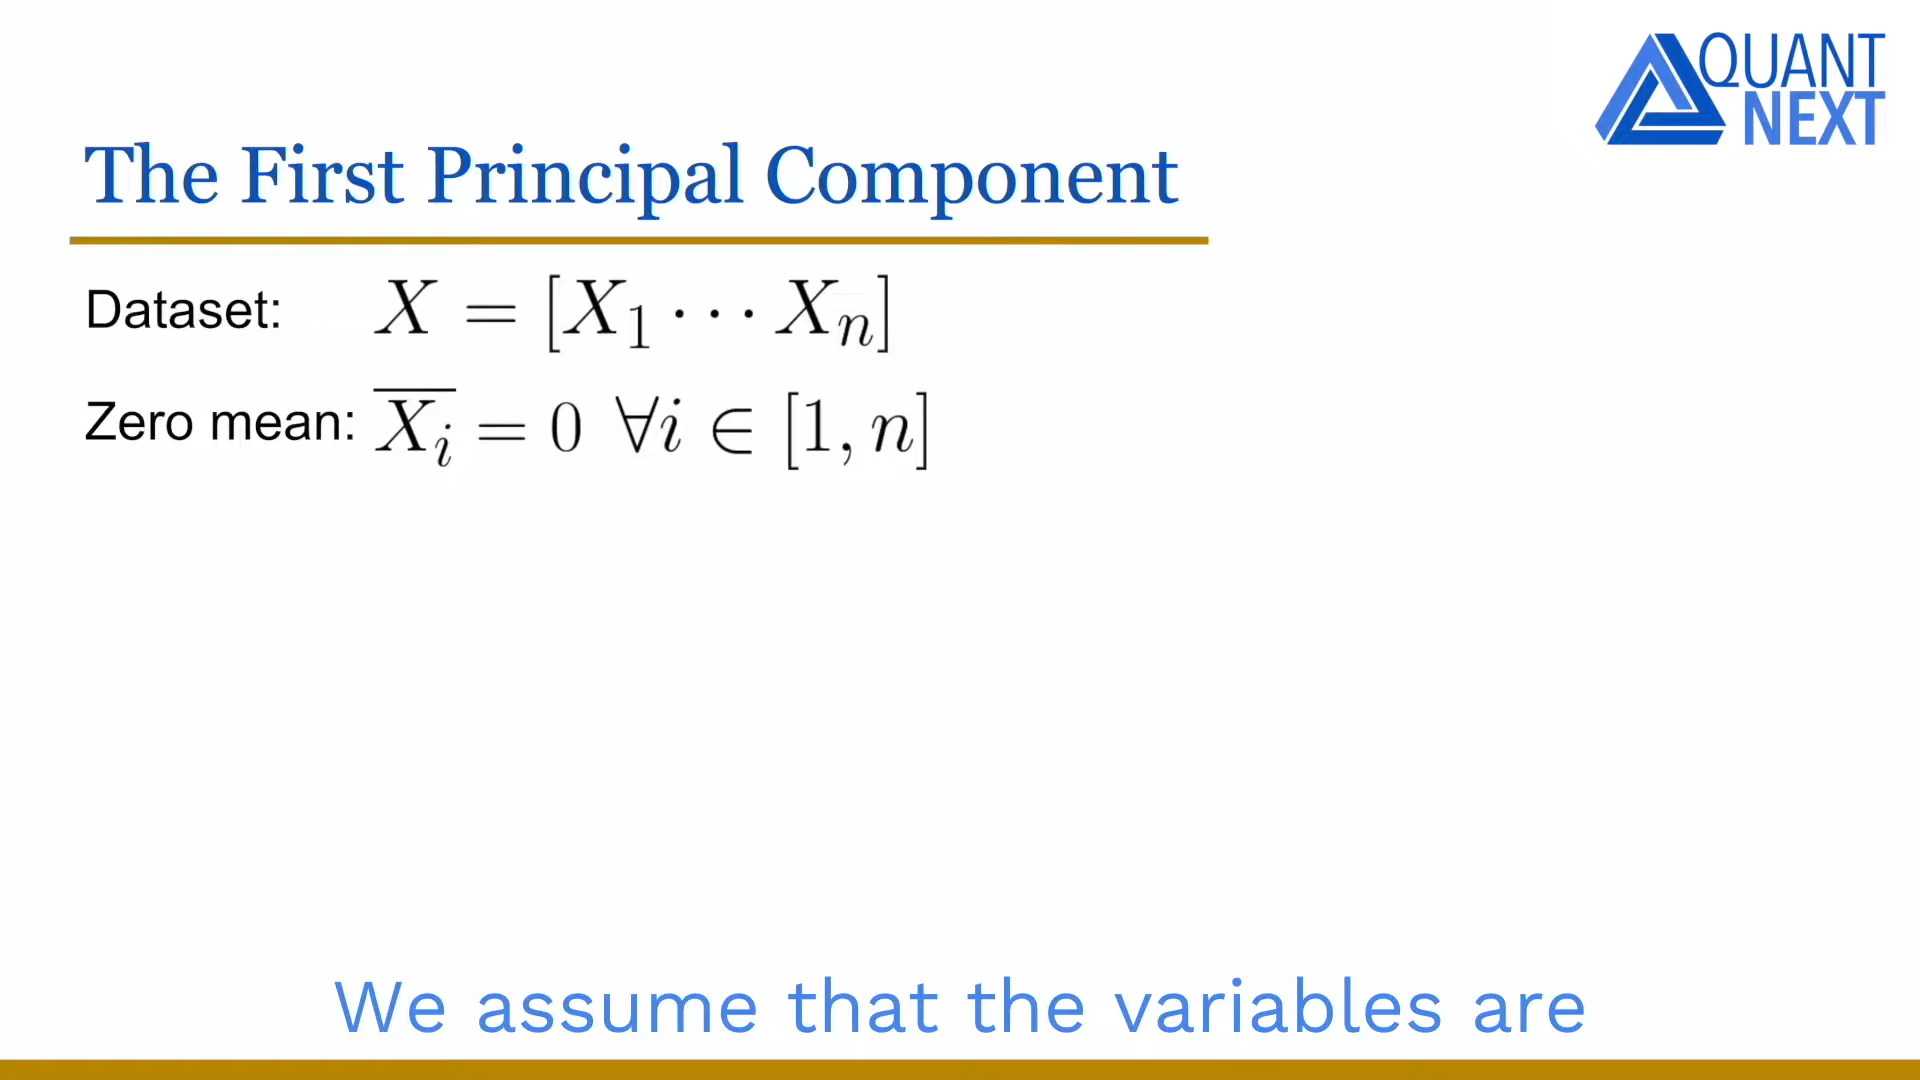 QUANT
NEXT
The First Principal Component
Dataset: X = [X₁ ⋯ Xₙ]
Zero mean: X̅ᵢ̅ = 0 ∀i ∈ [1, n]
We assume that the variables are